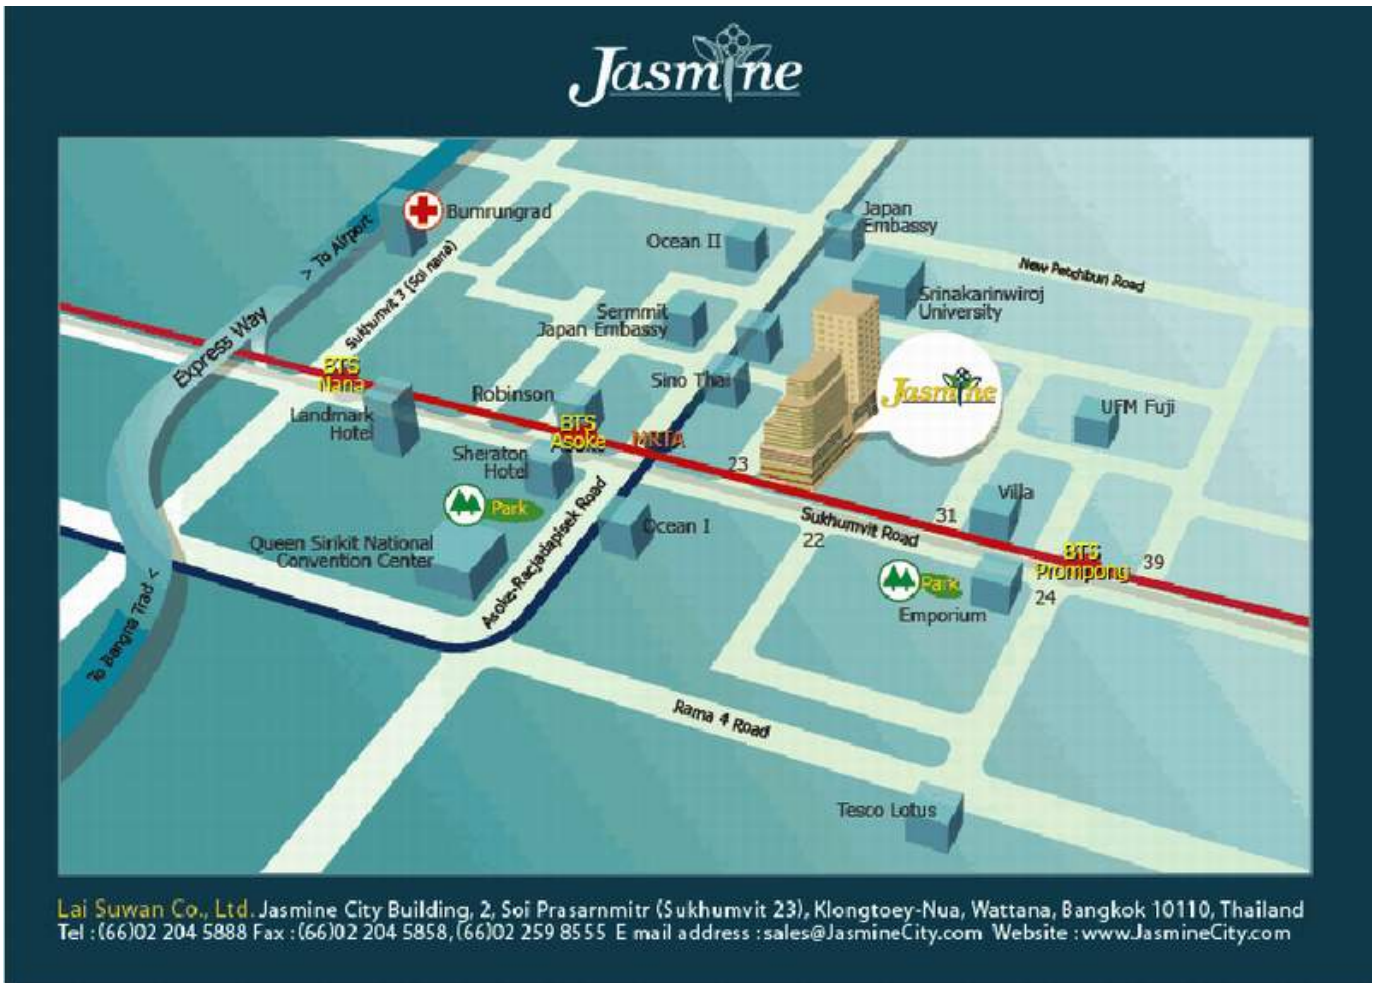 Jasmine
Bumrungrad
> To Airport
Sukhumvit 3 (Soi nana)
Express Way
Japan
Embassy
Ocean II
New Petchburi Road
Srinakarinwiroj
University
Sermmit
Japan Embassy
BTS
Nana
Robinson
Sino Thai
Jasmine
UFM Fuji
Landmark
Hotel
BTS
Asoke
MRTA
Sheraton
Hotel
23
Villa
Park
Asoke-Racjadapisek Road
Ocean I
Sukhumvit Road
31
22
Queen Sirikit National
Convention Center
BTS
Prompong
39
Park
24
Emporium
To Bangna Trad <
Rama 4 Road
Tesco Lotus
Lai Suwan Co., Ltd. Jasmine City Building, 2, Soi Prasarnmitr (Sukhumvit 23), Klongtoey-Nua, Wattana, Bangkok 10110, Thailand
Tel : (66)02 204 5888 Fax : (66)02 204 5858, (66)02 259 8555 E mail address : sales@JasmineCity.com Website : www.JasmineCity.com